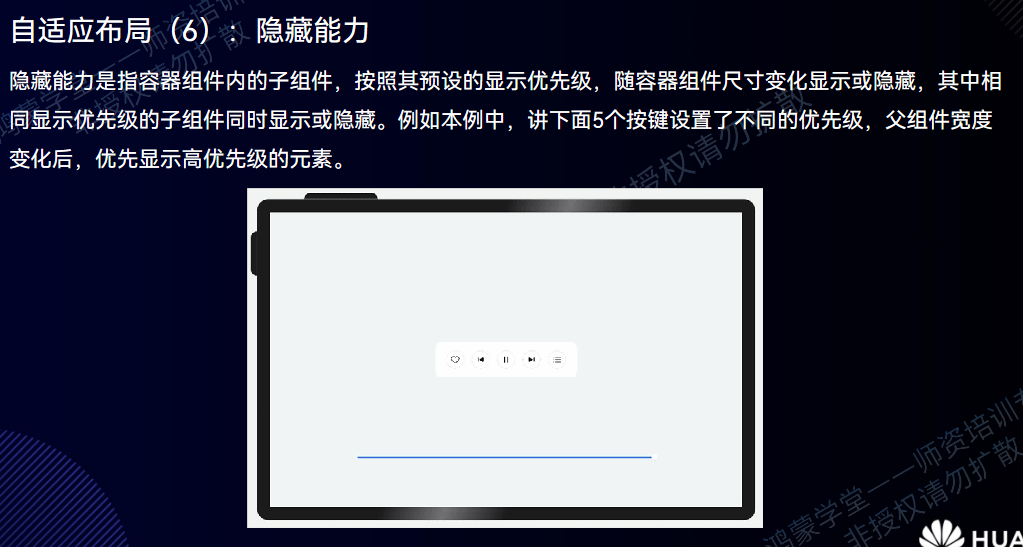 自适应布局（6）：隐藏能力
隐藏能力是指容器组件内的子组件，按照其预设的显示优先级，随容器组件尺寸变化显示或隐藏，其中相
同显示优先级的子组件同时显示或隐藏。例如本例中，讲下面5个按键设置了不同的优先级，父组件宽度
变化后，优先显示高优先级的元素。
鸿蒙学堂——师资培训
非授权请勿扩散
非授权请勿扩散
鸿蒙学堂——师资培训
非授权请勿扩散
HUA